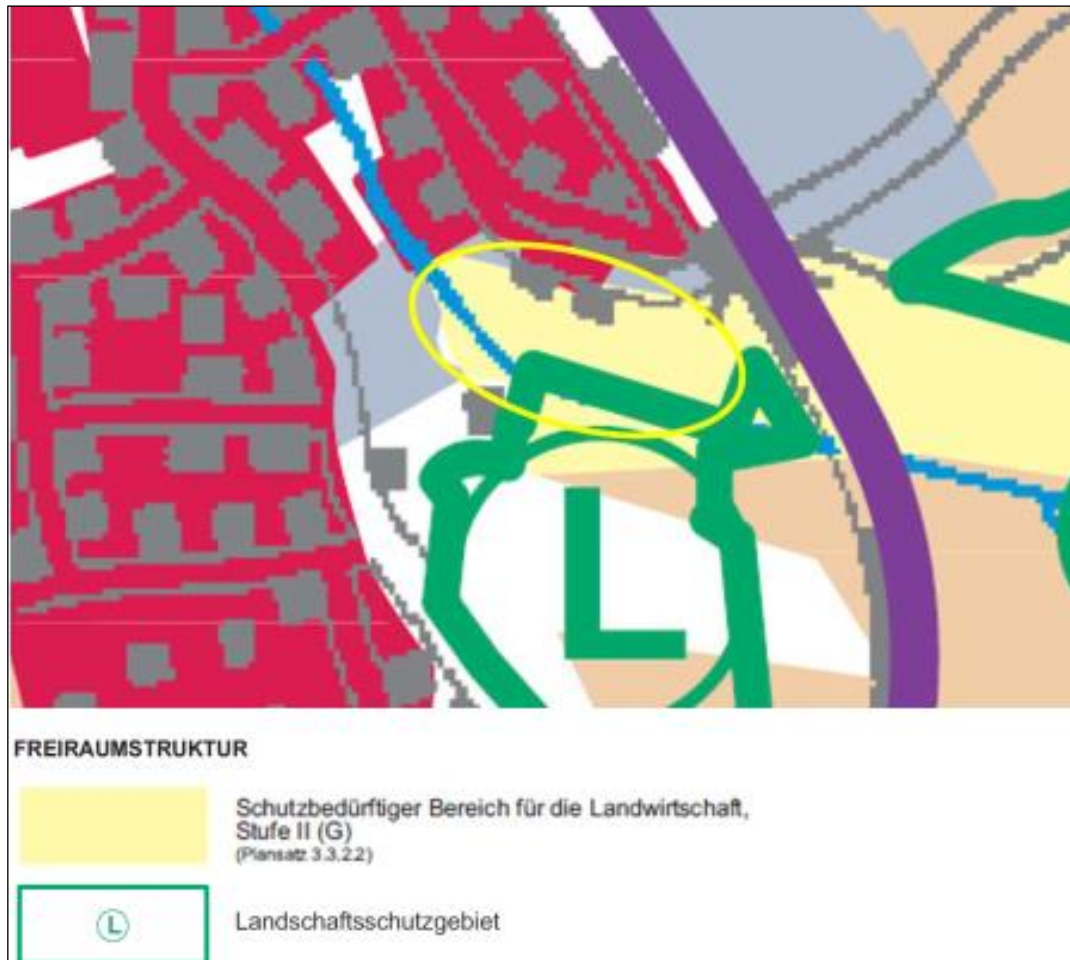 L
FREIRAUMSTRUKTUR
Schutzbedürftiger Bereich für die Landwirtschaft,
Stufe II (G)
(Plansatz 3.3.2.2)
L
Landschaftsschutzgebiet